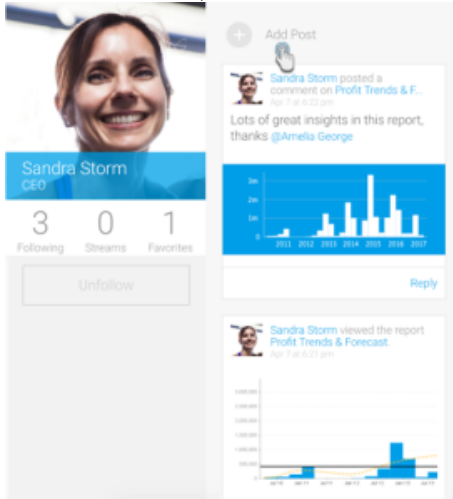 Sandra Storm
CEO
3 0 1
Following Streams Favorites
Unfollow
Add Post
Sandra Storm posted a
comment on Profit Trends & F...
Apr 7 at 6:22 pm
Lots of great insights in this report,
thanks @Amelia George
3m
2m
1m
0
2011 2012 2013 2014 2015 2016 2017
Reply
Sandra Storm viewed the report
Profit Trends & Forecast.
Apr 7 at 6:21 pm